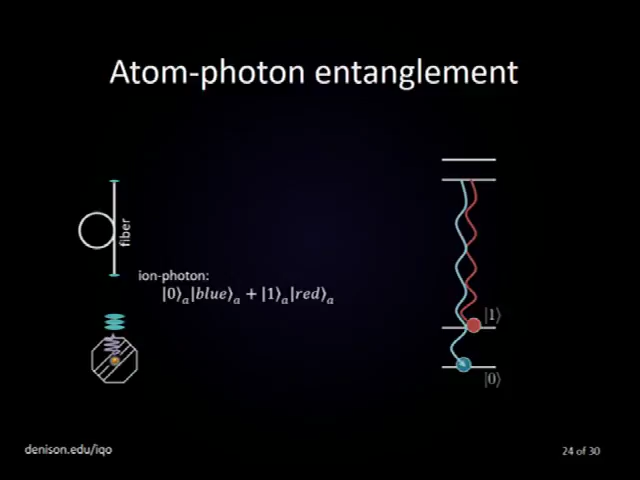 Atom-photon entanglement
fiber
ion-photon:
|0⟩ₐ|blue⟩ₐ + |1⟩ₐ|red⟩ₐ
|1⟩
|0⟩
denison.edu/iqo
24 of 30